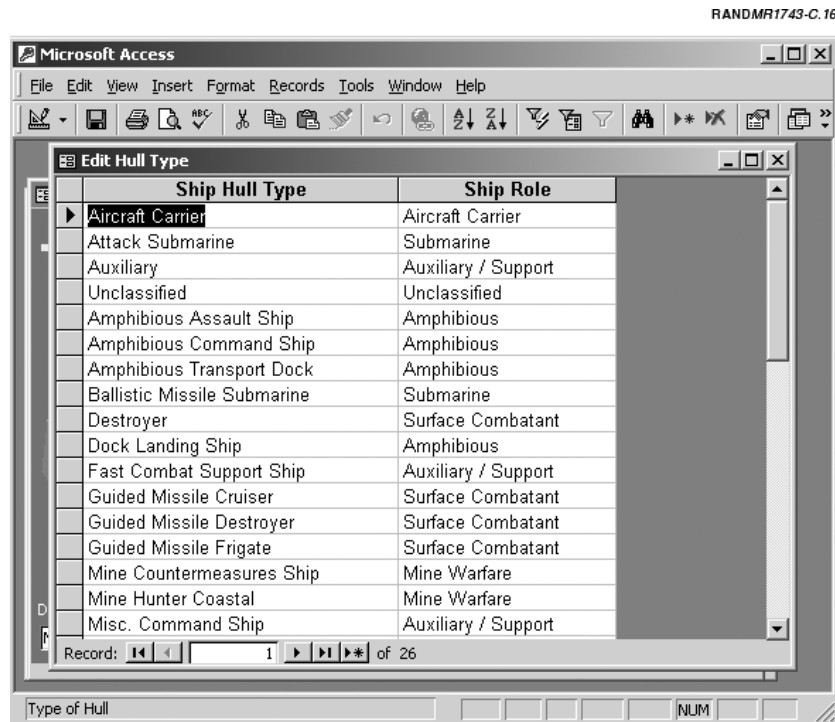 RANDMR1743-C.16
Microsoft Access
File Edit View Insert Format Records Tools Window Help
Edit Hull Type
Ship Hull Type Ship Role
Aircraft Carrier Aircraft Carrier
Attack Submarine Submarine
Auxiliary Auxiliary / Support
Unclassified Unclassified
Amphibious Assault Ship Amphibious
Amphibious Command Ship Amphibious
Amphibious Transport Dock Amphibious
Ballistic Missile Submarine Submarine
Destroyer Surface Combatant
Dock Landing Ship Amphibious
Fast Combat Support Ship Auxiliary / Support
Guided Missile Cruiser Surface Combatant
Guided Missile Destroyer Surface Combatant
Guided Missile Frigate Surface Combatant
Mine Countermeasures Ship Mine Warfare
Mine Hunter Coastal Mine Warfare
Misc. Command Ship Auxiliary / Support
Record: 1 of 26
Type of Hull NUM